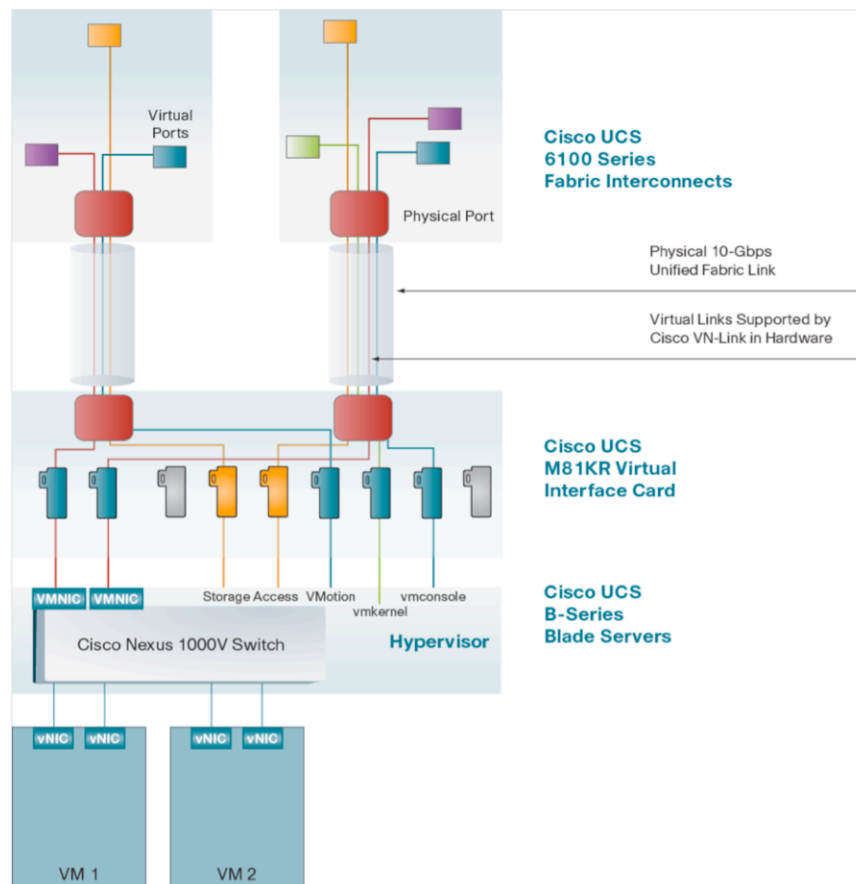 Virtual
Ports
Cisco UCS
6100 Series
Fabric Interconnects
Physical Port
Physical 10-Gbps
Unified Fabric Link
Virtual Links Supported by
Cisco VN-Link in Hardware
Cisco UCS
M81KR Virtual
Interface Card
VMNIC VMNIC
Storage Access VMotion vmkernel vmconsole
Cisco UCS
B-Series
Blade Servers
Cisco Nexus 1000V Switch
Hypervisor
vNIC vNIC vNIC vNIC
VM 1 VM 2